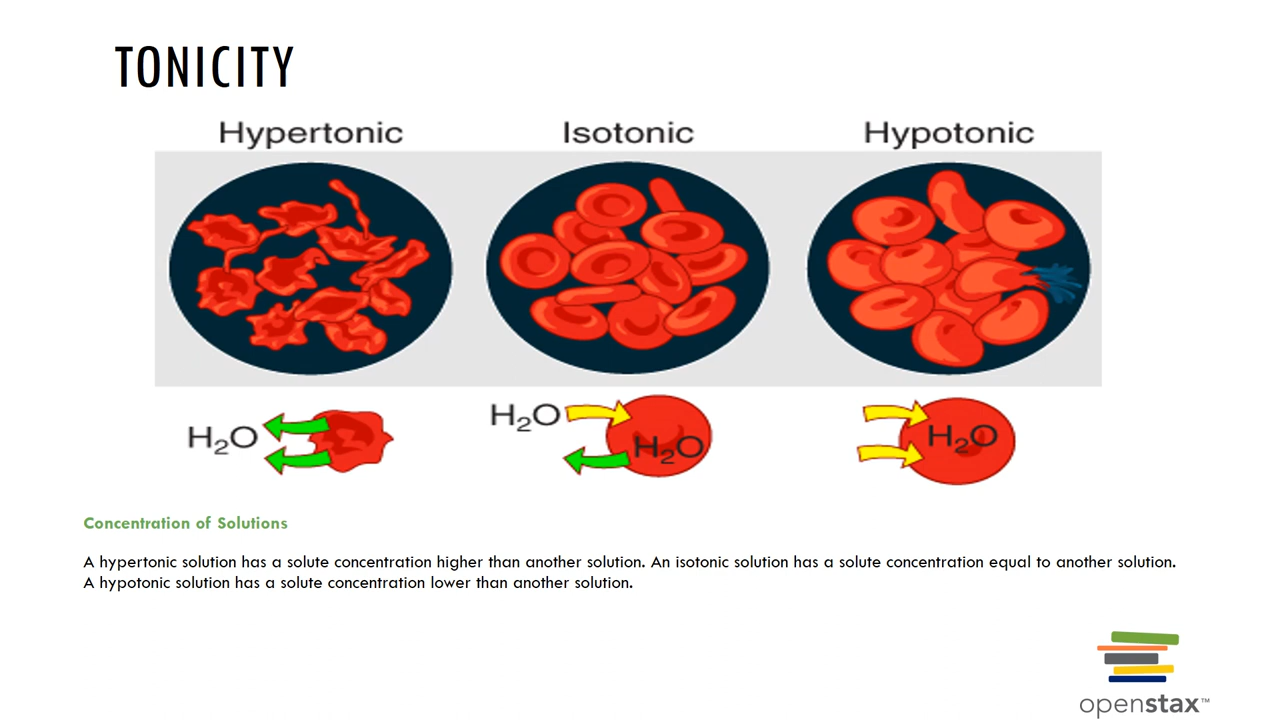 TONICITY
Hypertonic
Isotonic
Hypotonic
H₂O
H₂O
H₂O
H₂O
Concentration of Solutions
A hypertonic solution has a solute concentration higher than another solution. An isotonic solution has a solute concentration equal to another solution.
A hypotonic solution has a solute concentration lower than another solution.
openstax™